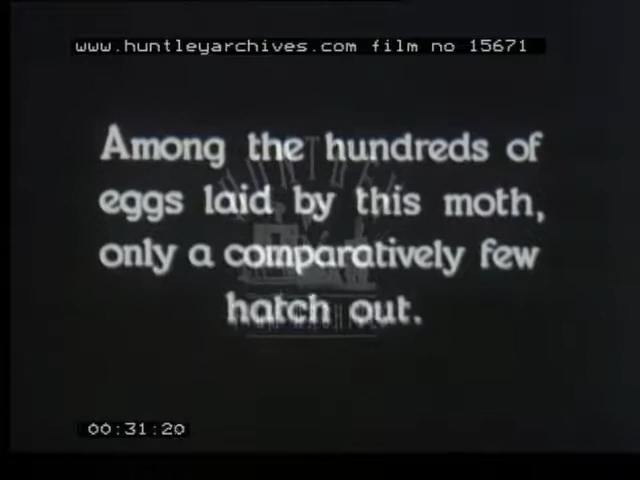 www.huntleyarchives.com film no 15671
Among the hundreds of
eggs laid by this moth,
only a comparatively few
hatch out.
00:31:20